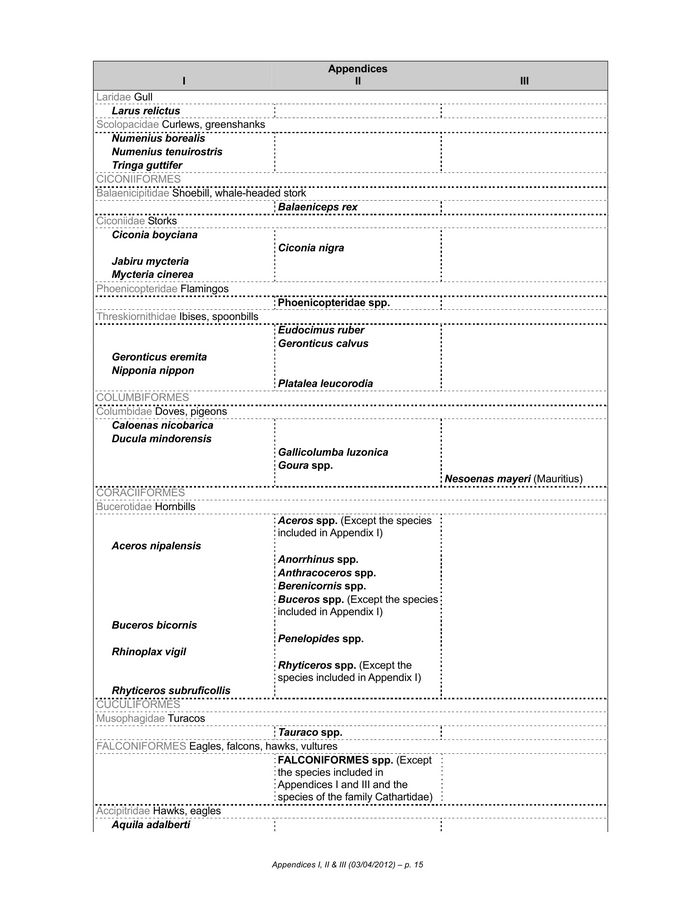 Appendices
I II III
Laridae Gull
Larus relictus
Scolopacidae Curlews, greenshanks
Numenius borealis
Numenius tenuirostris
Tringa guttifer
CICONIIFORMES
Balaenicipitidae Shoebill, whale-headed stork
Balaeniceps rex
Ciconiidae Storks
Ciconia boyciana
Ciconia nigra
Jabiru mycteria
Mycteria cinerea
Phoenicopteridae Flamingos
Phoenicopteridae spp.
Threskiornithidae Ibises, spoonbills
Eudocimus ruber
Geronticus calvus
Geronticus eremita
Nipponia nippon
Platalea leucorodia
COLUMBIFORMES
Columbidae Doves, pigeons
Caloenas nicobarica
Ducula mindorensis
Gallicolumba luzonica
Goura spp.
Nesoenas mayeri (Mauritius)
CORACIIFORMES
Bucerotidae Hornbills
Aceros spp. (Except the species
included in Appendix I)
Aceros nipalensis
Anorrhinus spp.
Anthracoceros spp.
Berenicornis spp.
Buceros spp. (Except the species
included in Appendix I)
Buceros bicornis
Penelopides spp.
Rhinoplax vigil
Rhyticeros spp. (Except the
species included in Appendix I)
Rhyticeros subruficollis
CUCULIFORMES
Musophagidae Turacos
Tauraco spp.
FALCONIFORMES Eagles, falcons, hawks, vultures
FALCONIFORMES spp. (Except
the species included in
Appendices I and III and the
species of the family Cathartidae)
Accipitridae Hawks, eagles
Aquila adalberti
Appendices I, II & III (03/04/2012) – p. 15